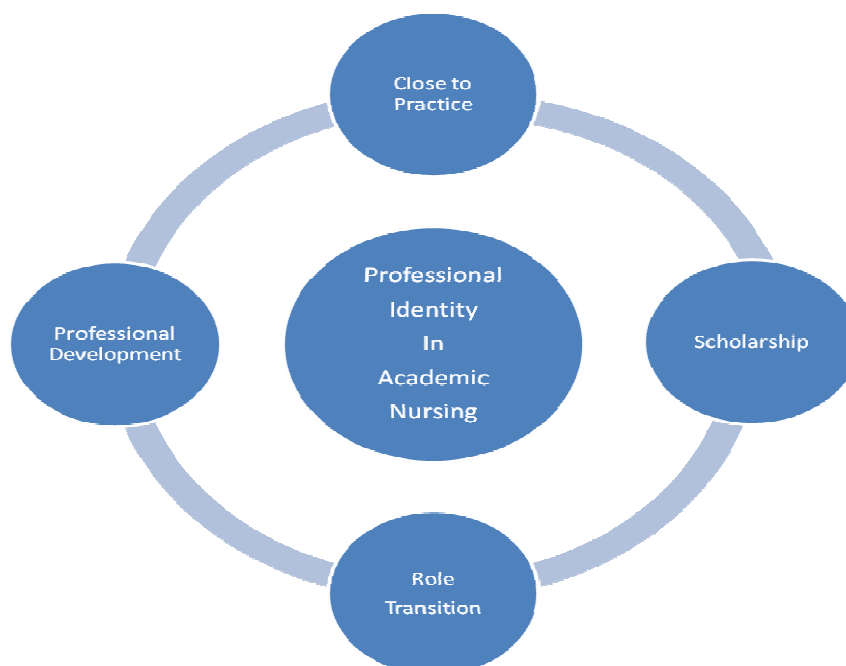 Close to
Practice
Professional
Identity
In
Academic
Nursing
Professional
Development
Scholarship
Role
Transition